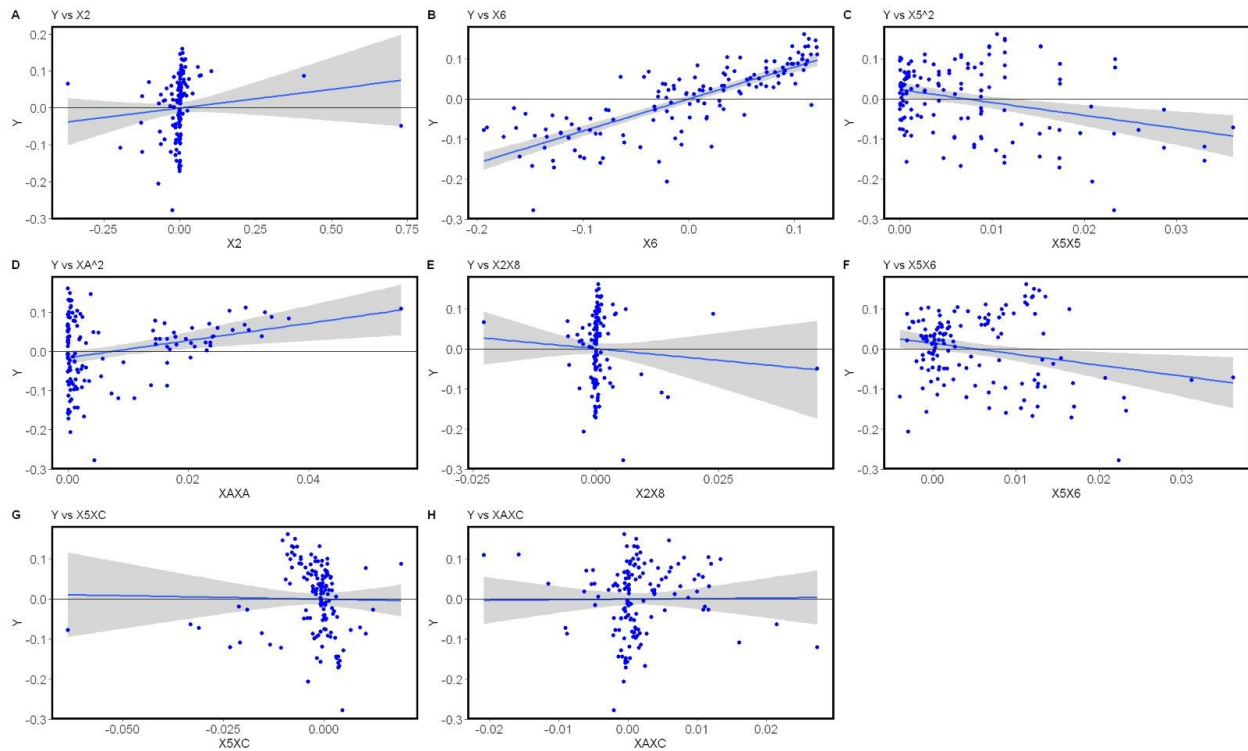 A
Y vs X2
0.2
0.1
0.0
-0.1
-0.2
-0.3
Y
-0.25
0.00
0.25
0.50
0.75
X2
B
Y vs X6
0.1
0.0
-0.1
-0.2
-0.3
Y
-0.2
-0.1
0.0
0.1
X6
C
Y vs X5^2
0.1
0.0
-0.1
-0.2
-0.3
Y
0.00
0.01
0.02
0.03
X5X5
D
Y vs XA^2
0.1
0.0
-0.1
-0.2
-0.3
Y
0.00
0.02
0.04
XAXA
E
Y vs X2X8
0.1
0.0
-0.1
-0.2
-0.3
Y
-0.025
0.000
0.025
X2X8
F
Y vs X5X6
0.1
0.0
-0.1
-0.2
-0.3
Y
0.00
0.01
0.02
0.03
X5X6
G
Y vs X5XC
0.1
0.0
-0.1
-0.2
-0.3
Y
-0.050
-0.025
0.000
X5XC
H
Y vs XAXC
0.1
0.0
-0.1
-0.2
-0.3
Y
-0.02
-0.01
0.00
0.01
0.02
XAXC